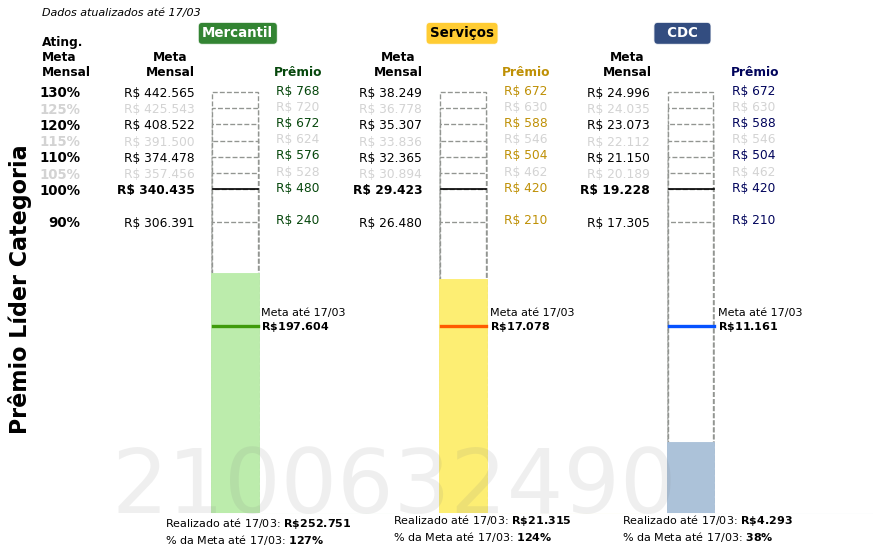 Dados atualizados até 17/03
Mercantil Serviços CDC
Ating. Meta Mensal Meta Mensal Prêmio Meta Mensal Prêmio Meta Mensal Prêmio
130% R$ 442.565 R$ 768 R$ 38.249 R$ 672 R$ 24.996 R$ 672
125% R$ 425.543 R$ 720 R$ 36.778 R$ 630 R$ 24.035 R$ 630
120% R$ 408.522 R$ 672 R$ 35.307 R$ 588 R$ 23.073 R$ 588
115% R$ 391.500 R$ 624 R$ 33.836 R$ 546 R$ 22.112 R$ 546
110% R$ 374.478 R$ 576 R$ 32.365 R$ 504 R$ 21.150 R$ 504
105% R$ 357.456 R$ 528 R$ 30.894 R$ 462 R$ 20.189 R$ 462
100% R$ 340.435 R$ 480 R$ 29.423 R$ 420 R$ 19.228 R$ 420
90% R$ 306.391 R$ 240 R$ 26.480 R$ 210 R$ 17.305 R$ 210
Prêmio Líder Categoria
Meta até 17/03 Meta até 17/03 Meta até 17/03
R$197.604 R$17.078 R$11.161
2100632490
Realizado até 17/03: R$252.751 Realizado até 17/03: R$21.315 Realizado até 17/03: R$4.293
% da Meta até 17/03: 127% % da Meta até 17/03: 124% % da Meta até 17/03: 38%